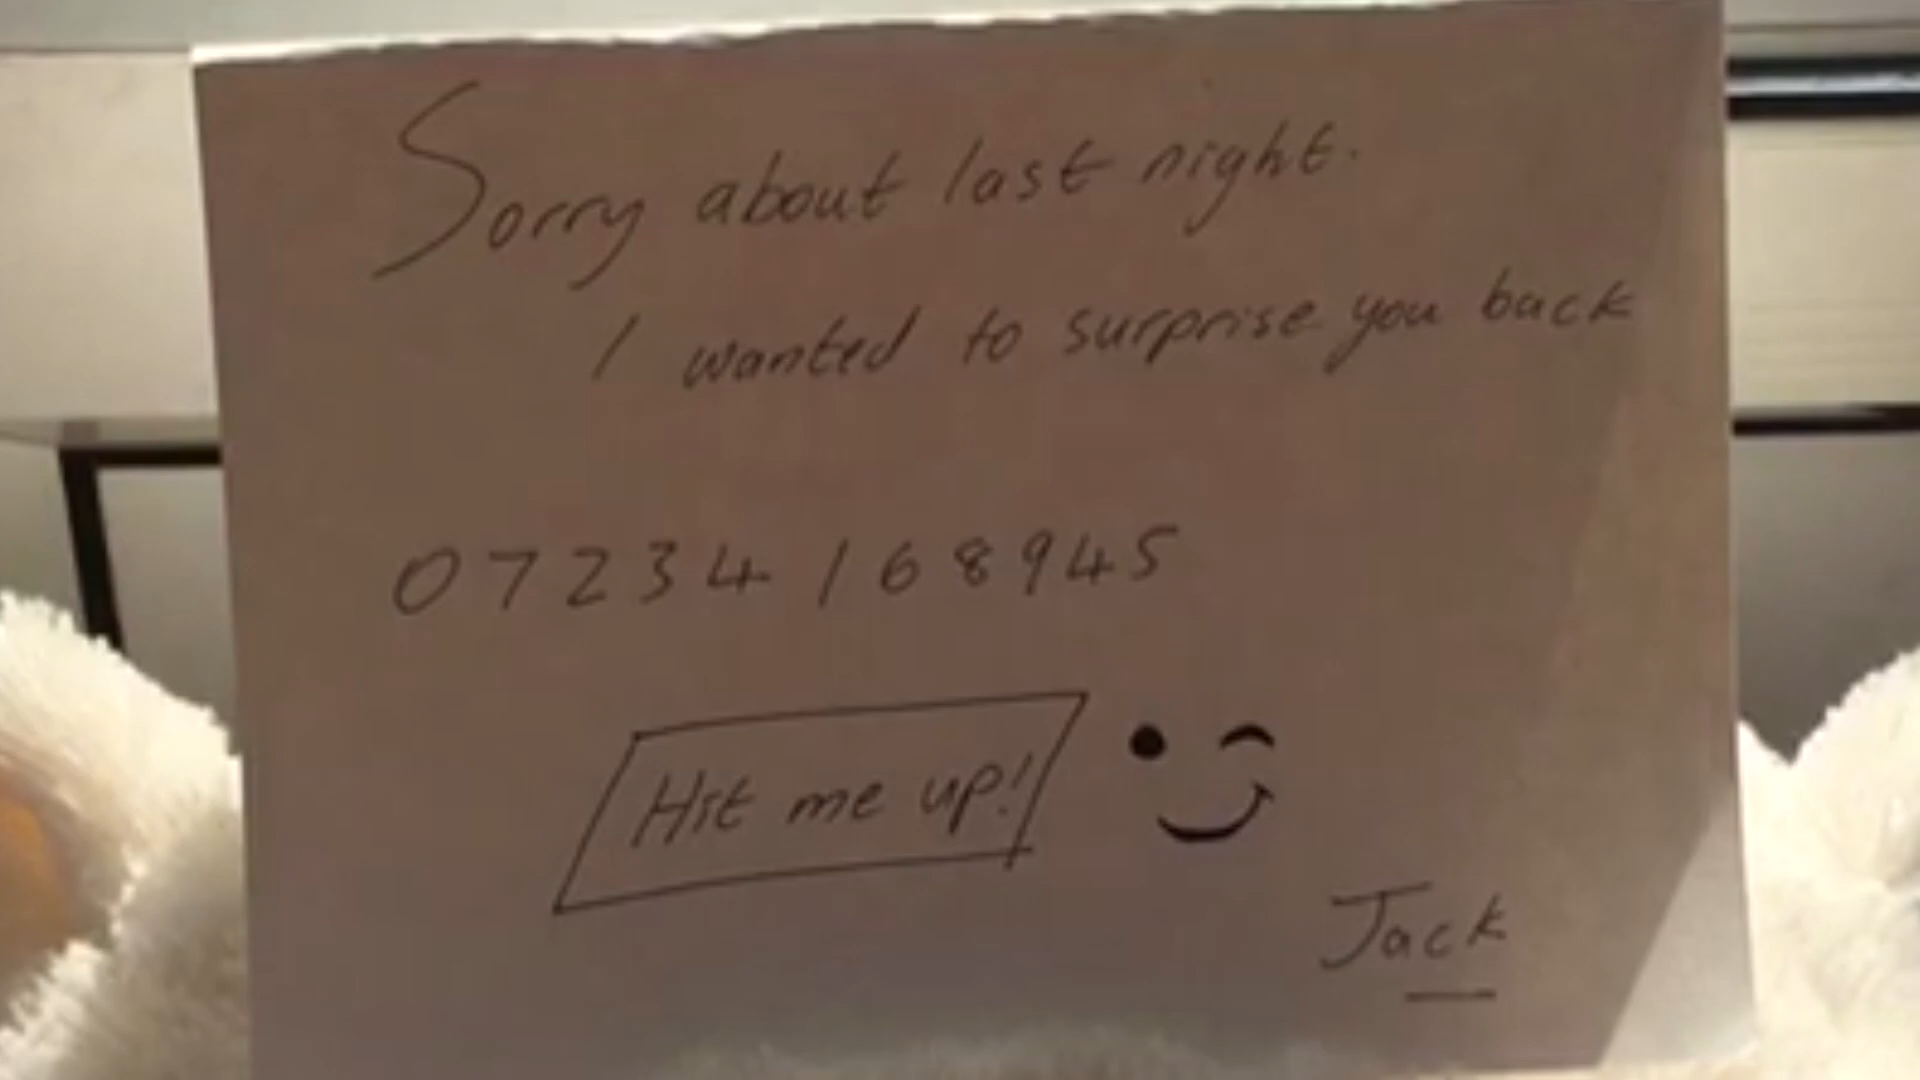 Sorry about last night.
I wanted to surprise you back
07234 168945
Hit me up!
Jack